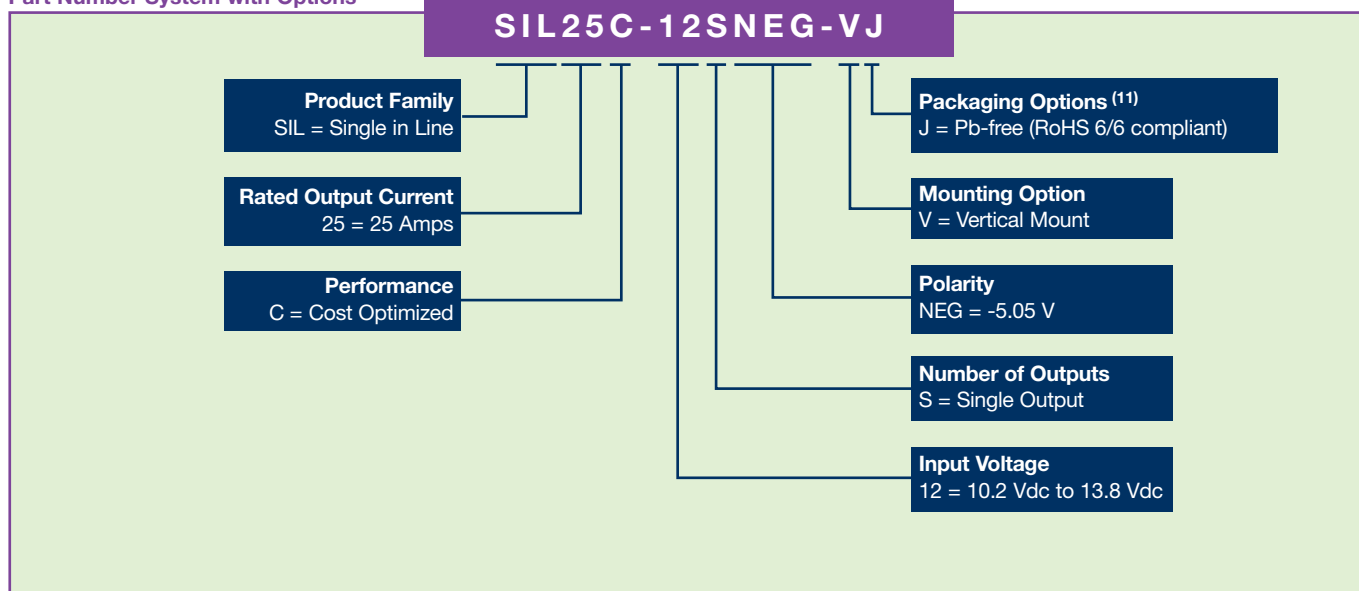 Part Number System with Options
SIL25C-12SNEG-VJ
Product Family
SIL = Single in Line
Rated Output Current
25 = 25 Amps
Performance
C = Cost Optimized
Packaging Options (11)
J = Pb-free (RoHS 6/6 compliant)
Mounting Option
V = Vertical Mount
Polarity
NEG = -5.05 V
Number of Outputs
S = Single Output
Input Voltage
12 = 10.2 Vdc to 13.8 Vdc